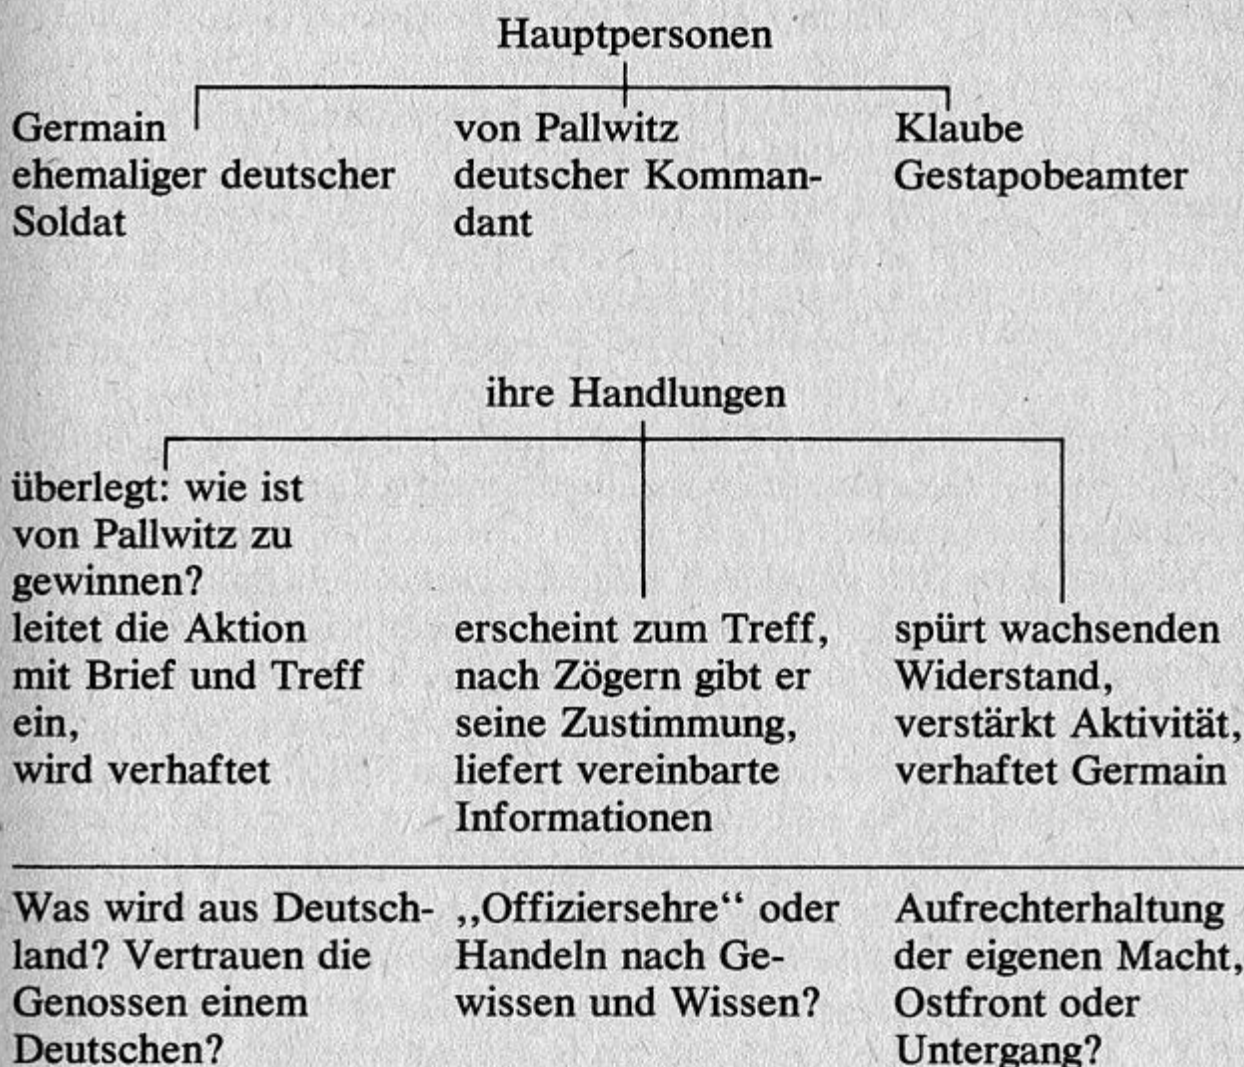 Hauptpersonen
Germain
ehemaliger deutscher
Soldat
von Pallwitz
deutscher Komman-
dant
Klaube
Gestapobeamter
ihre Handlungen
überlegt: wie ist
von Pallwitz zu
gewinnen?
leitet die Aktion
mit Brief und Treff
ein,
wird verhaftet
erscheint zum Treff,
nach Zögern gibt er
seine Zustimmung,
liefert vereinbarte
Informationen
spürt wachsenden
Widerstand,
verstärkt Aktivität,
verhaftet Germain
Was wird aus Deutsch-
land? Vertrauen die
Genossen einem
Deutschen?
„Offiziersehre“ oder
Handeln nach Ge-
wissen und Wissen?
Aufrechterhaltung
der eigenen Macht,
Ostfront oder
Untergang?